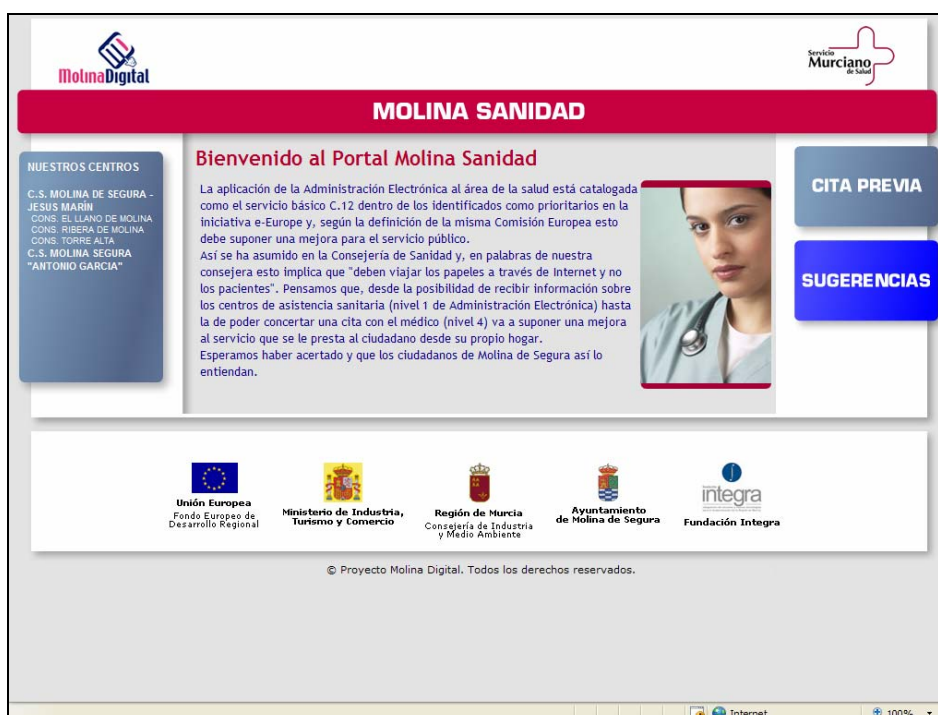 MolinaDigital
Servicio
Murciano
de Salud
MOLINA SANIDAD
NUESTROS CENTROS
C.S. MOLINA DE SEGURA -
JESUS MARÍN
CONS. EL LLANO DE MOLINA
CONS. RIBERA DE MOLINA
CONS. TORRE ALTA
C.S. MOLINA SEGURA
"ANTONIO GARCIA"
Bienvenido al Portal Molina Sanidad
La aplicación de la Administración Electrónica al área de la salud está catalogada
como el servicio básico C.12 dentro de los identificados como prioritarios en la
iniciativa e-Europe y, según la definición de la misma Comisión Europea esto
debe suponer una mejora para el servicio público.
Así se ha asumido en la Consejería de Sanidad y, en palabras de nuestra
consejera esto implica que "deben viajar los papeles a través de Internet y no
los pacientes". Pensamos que, desde la posibilidad de recibir información sobre
los centros de asistencia sanitaria (nivel 1 de Administración Electrónica) hasta
la de poder concertar una cita con el médico (nivel 4) va a suponer una mejora
al servicio que se le presta al ciudadano desde su propio hogar.
Esperamos haber acertado y que los ciudadanos de Molina de Segura así lo
entiendan.
CITA PREVIA
SUGERENCIAS
Unión Europea
Fondo Europeo de
Desarrollo Regional
Ministerio de Industria,
Turismo y Comercio
Región de Murcia
Consejería de Industria
y Medio Ambiente
Ayuntamiento
de Molina de Segura
integra
Fundación Integra
© Proyecto Molina Digital. Todos los derechos reservados.
Internet
100%